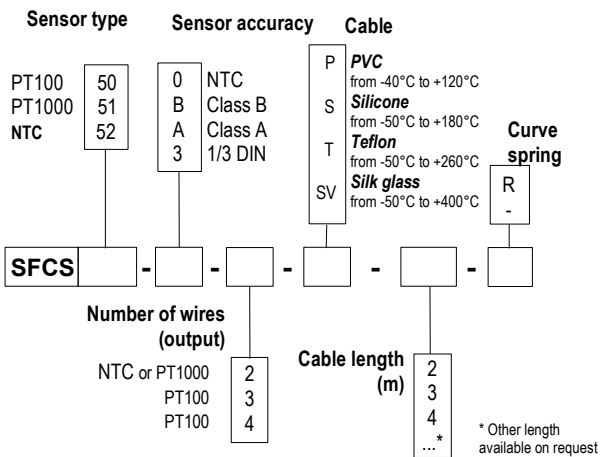 Sensor type
PT100 50
PT1000 51
NTC 52
Sensor accuracy
0 NTC
B Class B
A Class A
3 1/3 DIN
Cable
P PVC
from -40°C to +120°C
S Silicone
from -50°C to +180°C
T Teflon
from -50°C to +260°C
SV Silk glass
from -50°C to +400°C
Curve
spring
R
-
SFCS - - - - -
Number of wires
(output)
NTC or PT1000 2
PT100 3
PT100 4
Cable length
(m)
2
3
4
...*
* Other length
available on request